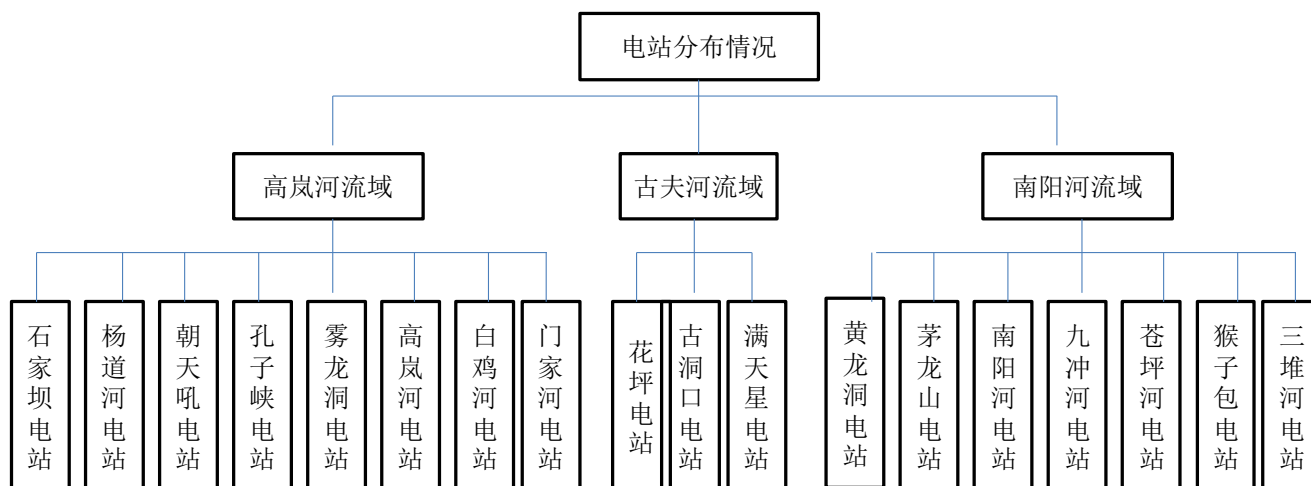 电站分布情况
高岚河流域
古夫河流域
南阳河流域
石家坝电站
杨道河电站
朝天吼电站
孔子峡电站
雾龙洞电站
高岚河电站
白鸡河电站
门家河电站
花坪电站
古洞口电站
满天星电站
黄龙洞电站
茅龙山电站
南阳河电站
九冲河电站
苍坪河电站
猴子包电站
三堆河电站